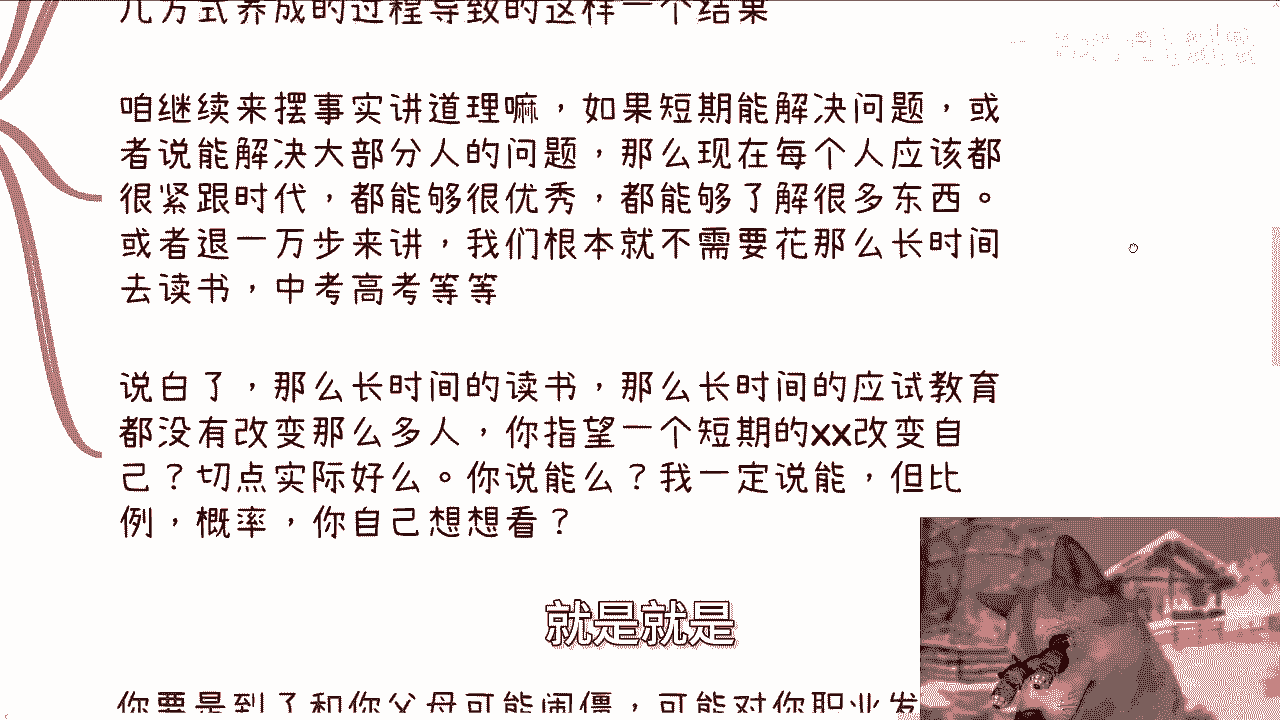 几方式养成的过程导致的这样一个结果
咱继续来摆事实讲道理嘛，如果短期能解决问题，或
者说能解决大部分人的问题，那么现在每个人应该都
很紧跟时代，都能够很优秀，都能够了解很多东西。
或者退一万步来讲，我们根本就不需要花那么长时间
去读书，中考高考等等
说白了，那么长时间的读书，那么长时间的应试教育
都没有改变那么多人，你指望一个短期的xx改变自
己？切点实际好么。你说能么？我一定说能，但比
例，概率，你自己想想看？
就是就是
你要是到了和你父母可能闹僵，可能对你职业发